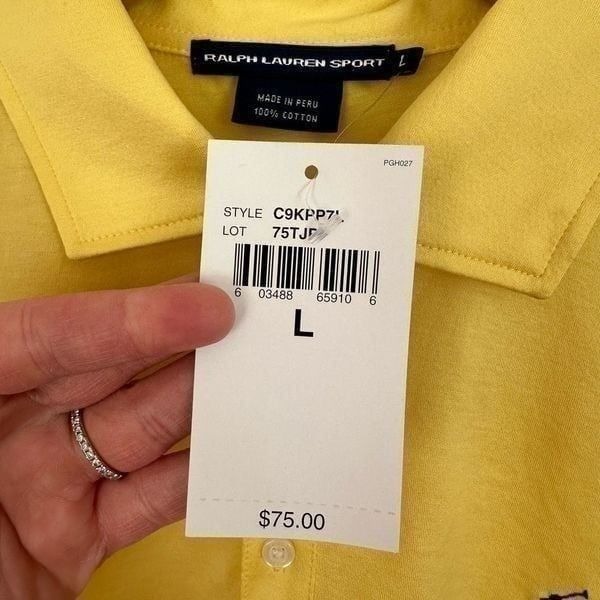 RALPH LAUREN SPORT L
MADE IN PERU
100% COTTON
PGH027
STYLE
LOT
6 03488 65910 6
L
$75.00